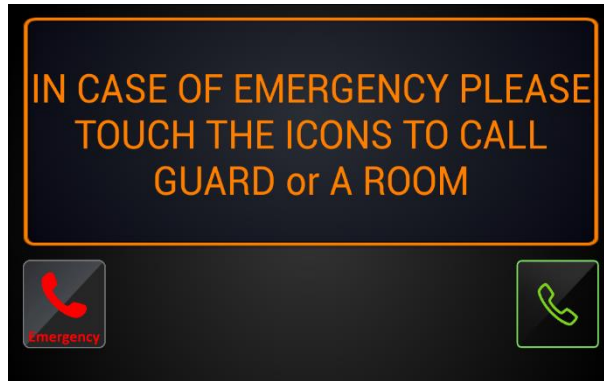 IN CASE OF EMERGENCY PLEASE
TOUCH THE ICONS TO CALL
GUARD or A ROOM
Emergency